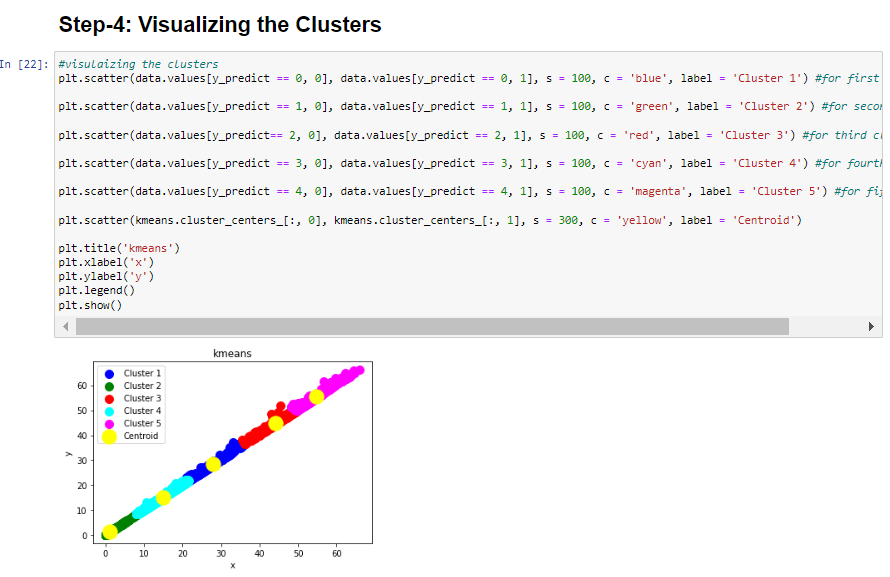 Step-4: Visualizing the Clusters
In [22]:
#visulaizing the clusters
plt.scatter(data.values[y_predict == 0, 0], data.values[y_predict == 0, 1], s = 100, c = 'blue', label = 'Cluster 1') #for first
plt.scatter(data.values[y_predict == 1, 0], data.values[y_predict == 1, 1], s = 100, c = 'green', label = 'Cluster 2') #for secon
plt.scatter(data.values[y_predict== 2, 0], data.values[y_predict == 2, 1], s = 100, c = 'red', label = 'Cluster 3') #for third cl
plt.scatter(data.values[y_predict == 3, 0], data.values[y_predict == 3, 1], s = 100, c = 'cyan', label = 'Cluster 4') #for fourth
plt.scatter(data.values[y_predict == 4, 0], data.values[y_predict == 4, 1], s = 100, c = 'magenta', label = 'Cluster 5') #for fif
plt.scatter(kmeans.cluster_centers_[:, 0], kmeans.cluster_centers_[:, 1], s = 300, c = 'yellow', label = 'Centroid')
plt.title('kmeans')
plt.xlabel('x')
plt.ylabel('y')
plt.legend()
plt.show()
kmeans
Cluster 1
Cluster 2
Cluster 3
Cluster 4
Cluster 5
Centroid
60
50
40
30
20
10
0
y
0 10 20 30 40 50 60
x